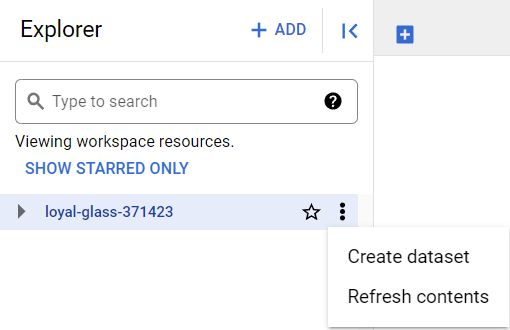 Explorer
+ ADD
Type to search
Viewing workspace resources.
SHOW STARRED ONLY
loyal-glass-371423
Create dataset
Refresh contents